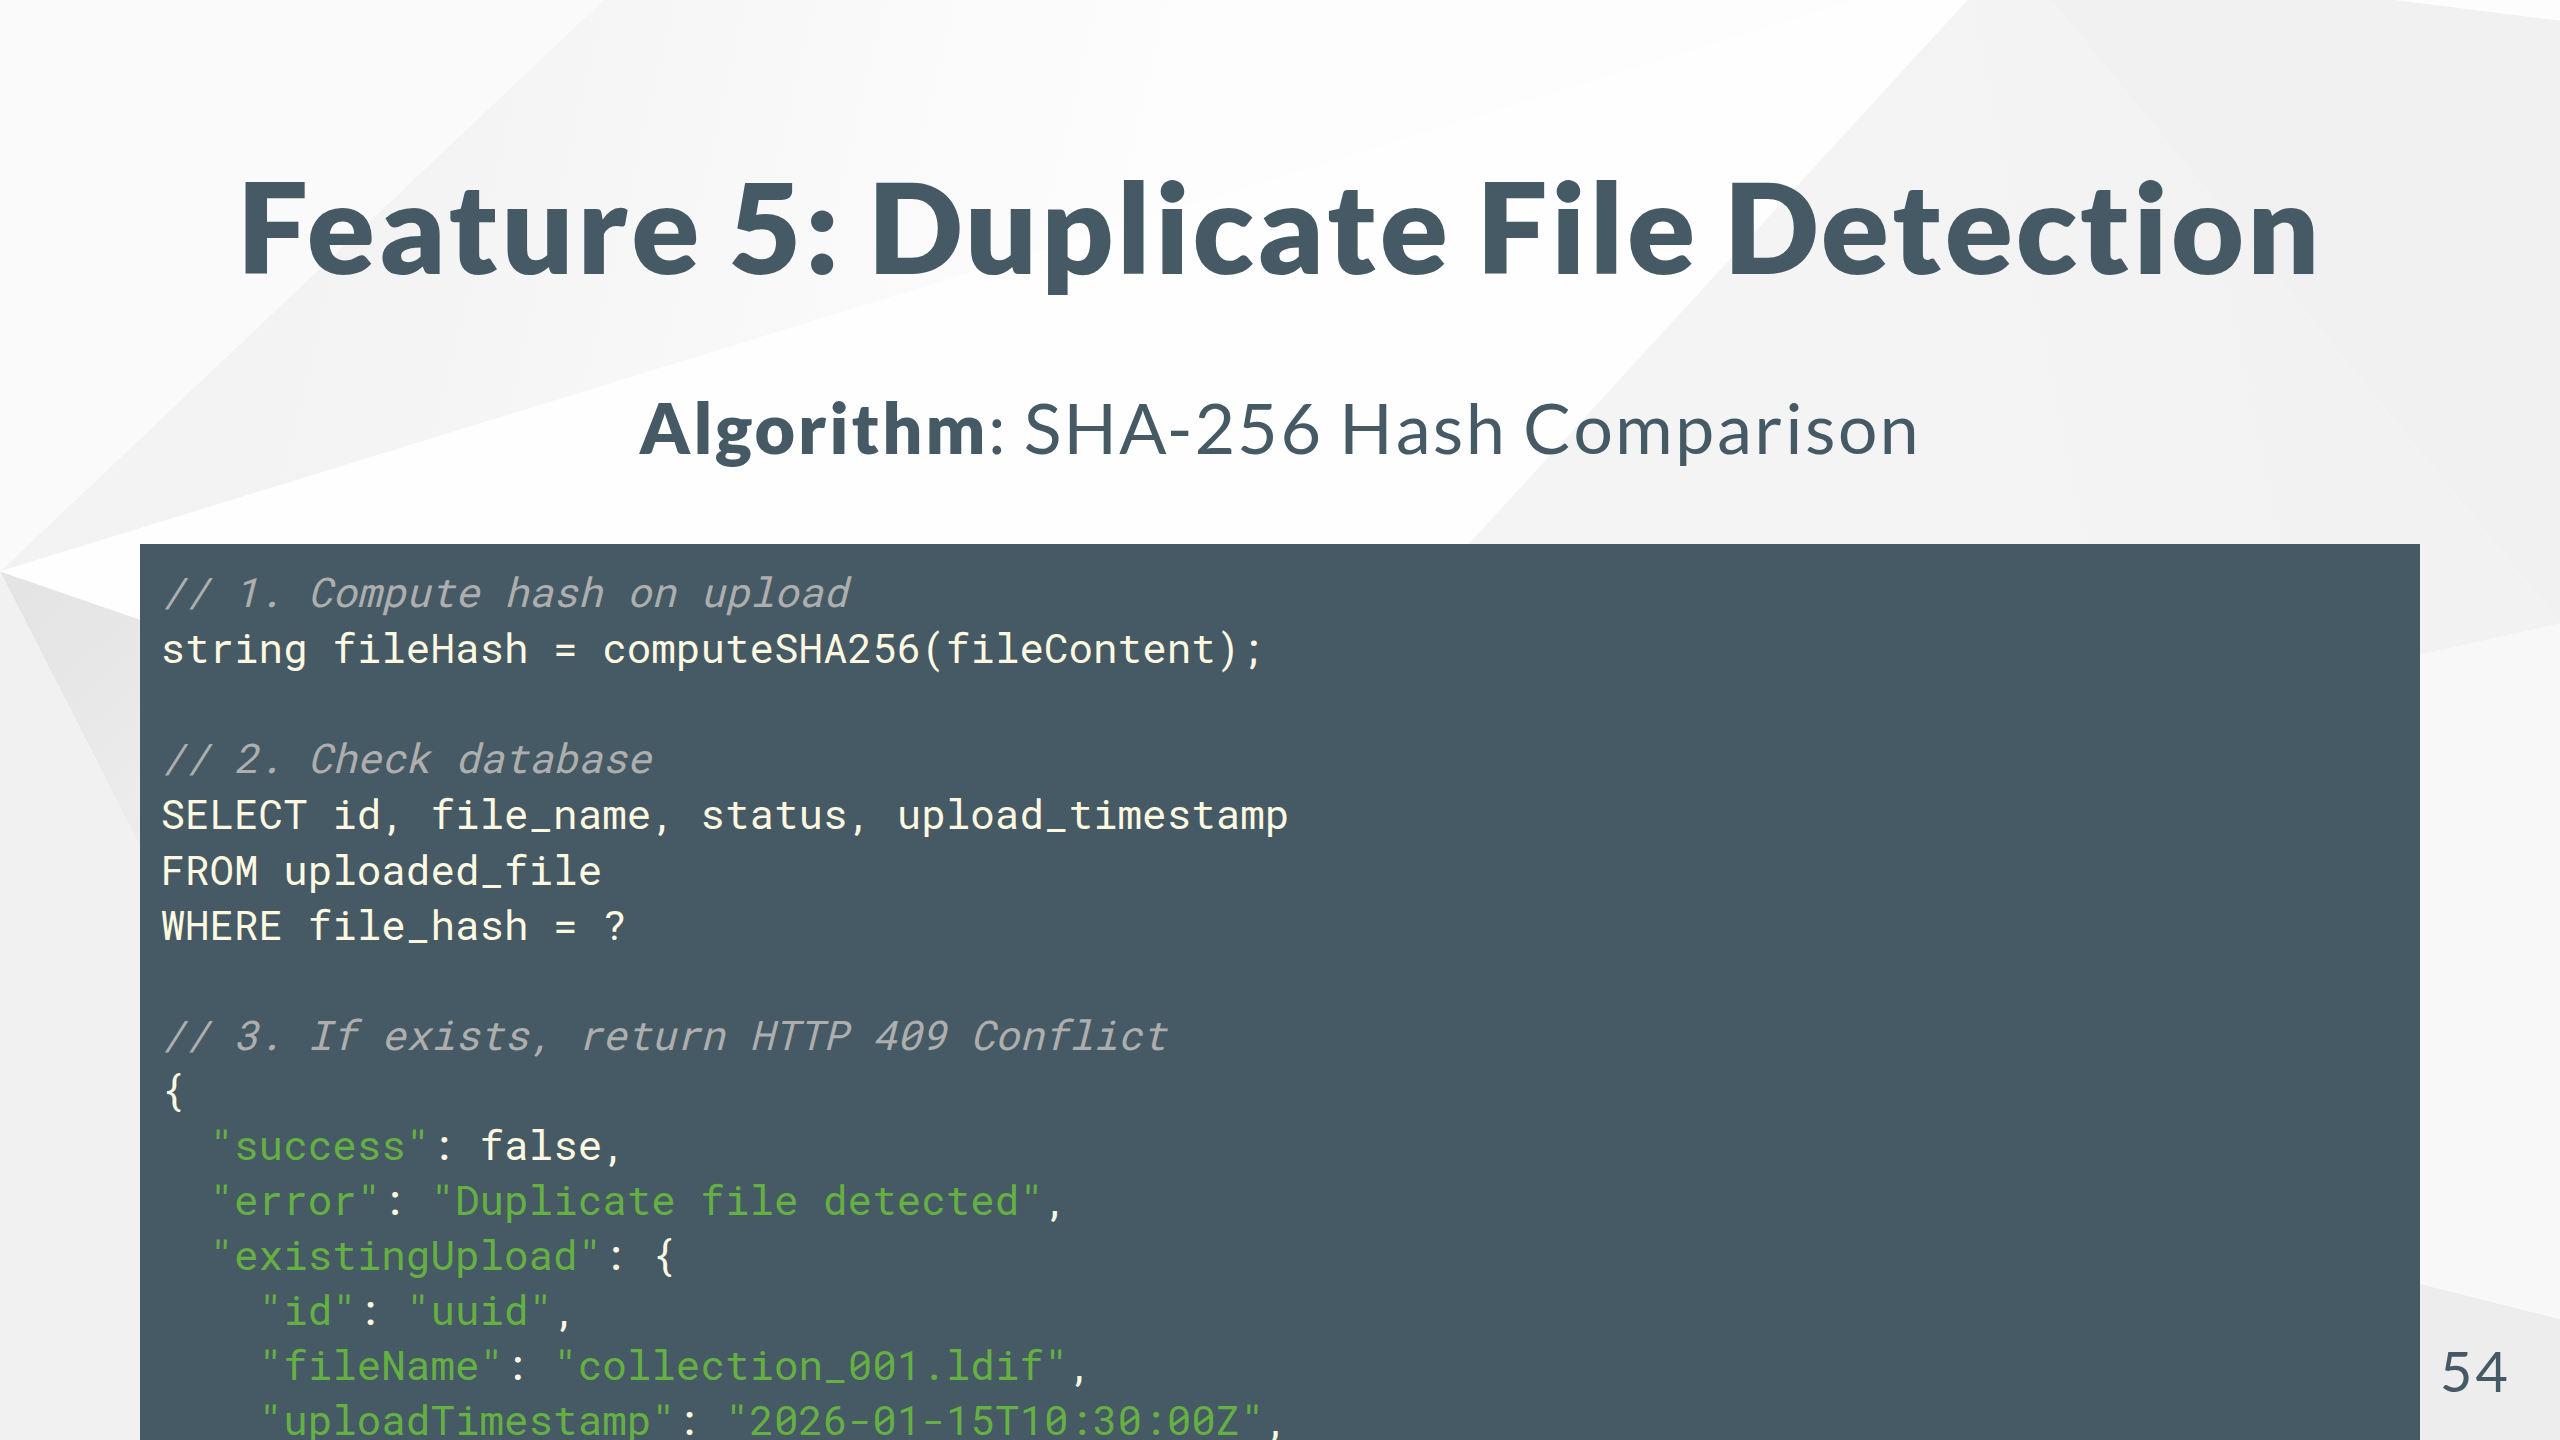 Feature 5: Duplicate File Detection
Algorithm: SHA-256 Hash Comparison
// 1. Compute hash on upload
string fileHash = computeSHA256(fileContent);
// 2. Check database
SELECT id, file_name, status, upload_timestamp
FROM uploaded_file
WHERE file_hash = ?
// 3. If exists, return HTTP 409 Conflict
{
  "success": false,
  "error": "Duplicate file detected",
  "existingUpload": {
    "id": "uuid",
    "fileName": "collection_001.ldif",
    "uploadTimestamp": "2026-01-15T10:30:00Z",
54